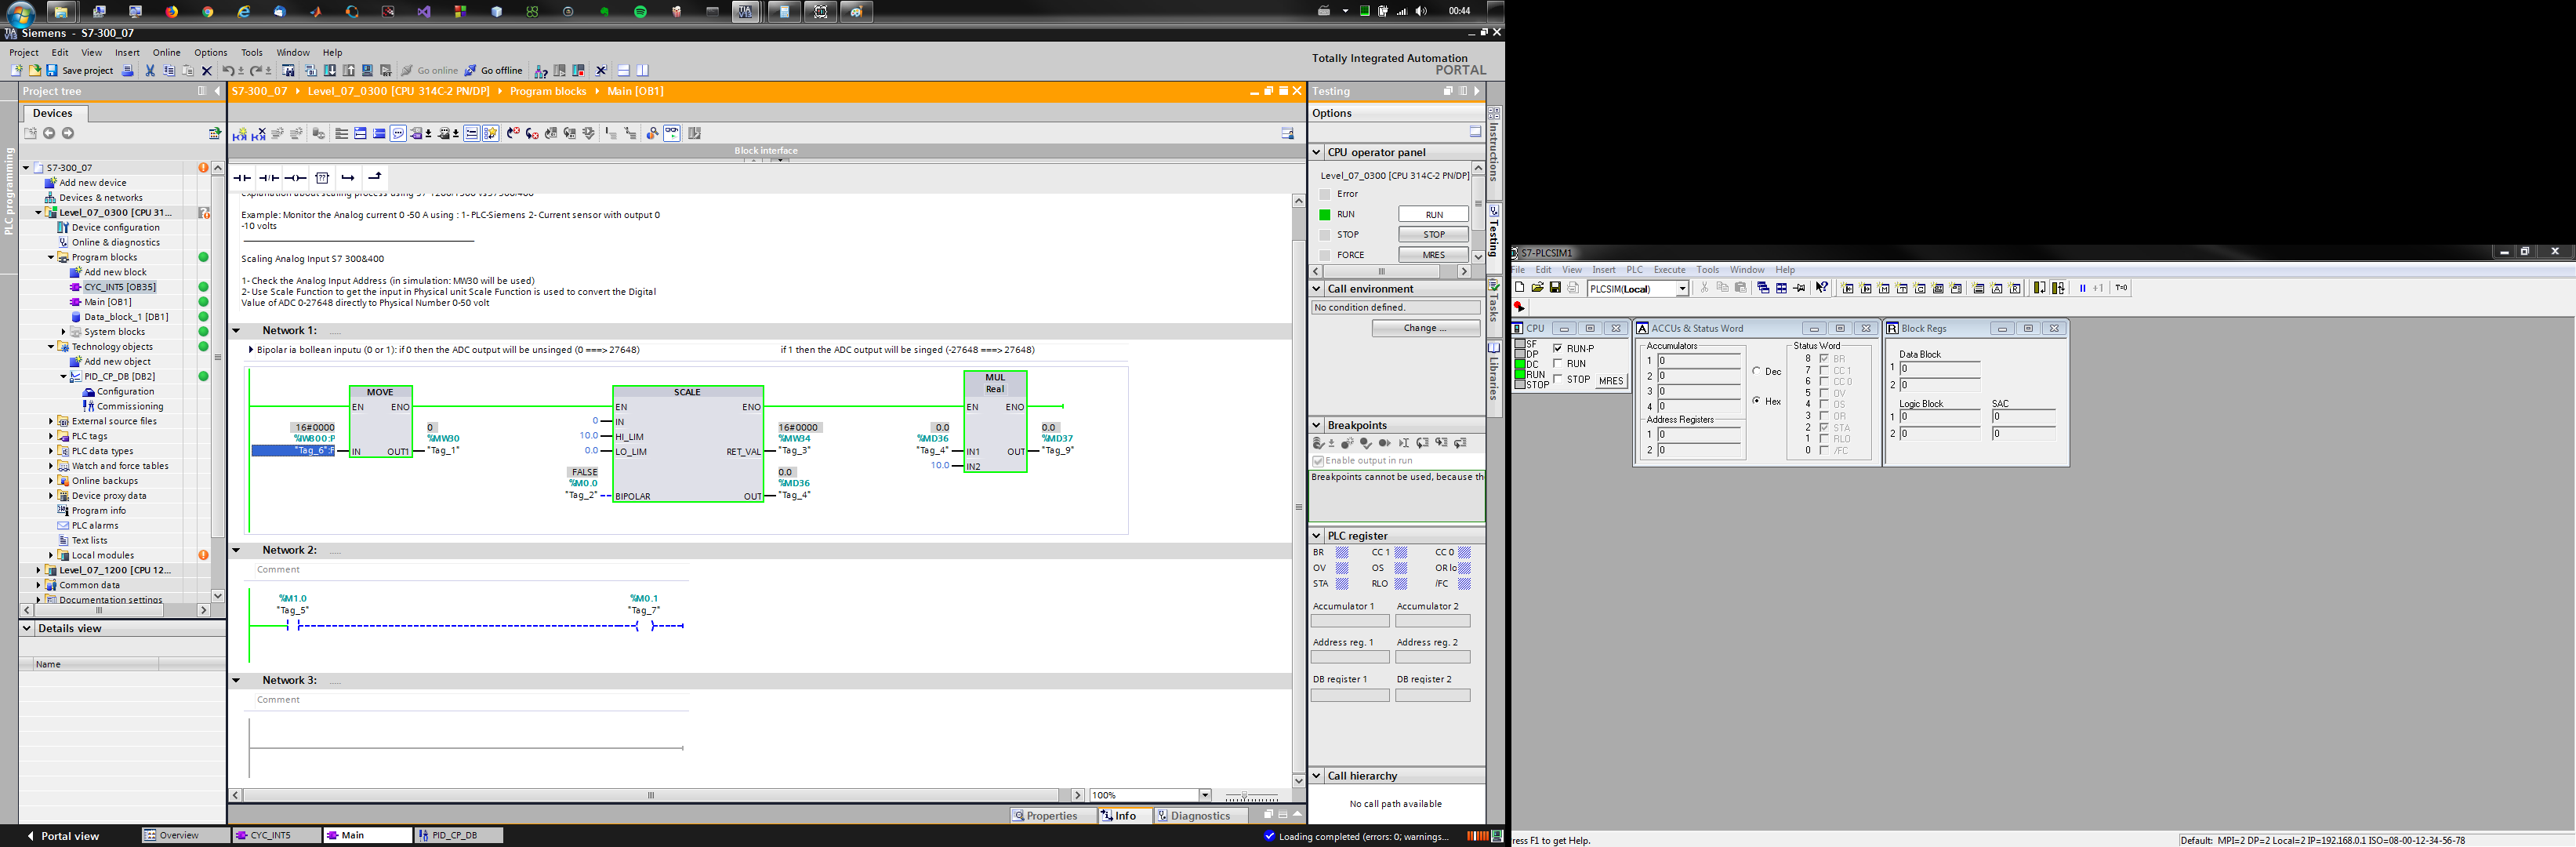 00:44
Siemens - S7-300_07
Project Edit View Insert Online Options Tools Window Help
Totally Integrated Automation
PORTAL
Save project Go online Go offline
Project tree
S7-300_07 Level_07_0300 [CPU 314C-2 PN/DP] Program blocks Main [OB1]
Testing
Devices
Options
Block interface
PLC programming
S7-300_07
Add new device
Devices & networks
Level_07_0300 [CPU 31...
Device configuration
Online & diagnostics
Program blocks
Add new block
CYC_INT5 [OB35]
Main [OB1]
Data_block_1 [DB1]
System blocks
Technology objects
Add new object
PID_CP_DB [DB2]
Configuration
Commissioning
External source files
PLC tags
PLC data types
Watch and force tables
Online backups
Device proxy data
Program info
PLC alarms
Text lists
Local modules
Level_07_1200 [CPU 12...
Common data
Documentation settings
Details view
Name
Explanation about scaling process using S7-1200/1500 vs S7300/400
Example: Monitor the Analog current 0 -50 A using : 1- PLC-Siemens 2- Current sensor with output 0
-10 volts
Scaling Analog Input S7 300&400
1- Check the Analog Input Address (in simulation: MW30 will be used)
2- Use Scale Function to get the input in Physical unit Scale Function is used to convert the Digital
Value of ADC 0-27648 directly to Physical Number 0-50 volt
Network 1: .....
Bipolar ia bollean inputu (0 or 1): if 0 then the ADC output will be unsinged (0 ===> 27648) if 1 then the ADC output will be singed (-27648 ===> 27648)
MOVE
EN ENO
16#0000
%IW800:P
"Tag_6":P
IN OUT1
0
%MW30
"Tag_1"
SCALE
EN ENO
0 IN
10.0 HI_LIM
0.0 LO_LIM
FALSE
%M0.0
"Tag_2" BIPOLAR
16#0000
%MW34
RET_VAL "Tag_3"
0.0
%MD36
OUT "Tag_4"
MUL
Real
EN ENO
0.0
%MD36
"Tag_4" IN1
10.0 IN2
0.0
%MD37
OUT "Tag_9"
Network 2: .....
Comment
%M1.0 %M0.1
"Tag_5" "Tag_7"
Network 3: .....
Comment
100%
Properties Info Diagnostics
CPU operator panel
Level_07_0300 [CPU 314C-2 PN/DP]
Error
RUN RUN
STOP STOP
FORCE MRES
Call environment
No condition defined.
Change ...
Breakpoints
Enable output in run
Breakpoints cannot be used, because the
PLC register
BR CC 1 CC 0
OV OS OR lo
STA RLO /FC
Accumulator 1 Accumulator 2
Address reg. 1 Address reg. 2
DB register 1 DB register 2
Call hierarchy
No call path available
Instructions
Testing
Tasks
Libraries
Portal view Overview CYC_INT5 Main PID_CP_DB
Loading completed (errors: 0; warnings...
S7-PLCSIM1
File Edit View Insert PLC Execute Tools Window Help
PLCSIM(Local) +1 T=0
CPU
SF
DP
DC
RUN
STOP
RUN-P
RUN
STOP MRES
ACCUs & Status Word
Accumulators
1 0
2 0
3 0
4 0
Address Registers
1 0
2 0
Dec
Hex
Status Word
8 BR
7 CC 1
6 CC 0
5 OV
4 OS
3 OR
2 STA
1 RLO
0 /FC
Block Regs
Data Block
1 0
2 0
Logic Block SAC
1 0 0
2 0 0
ress F1 to get Help.
Default: MPI=2 DP=2 Local=2 IP=192.168.0.1 ISO=08-00-12-34-56-78